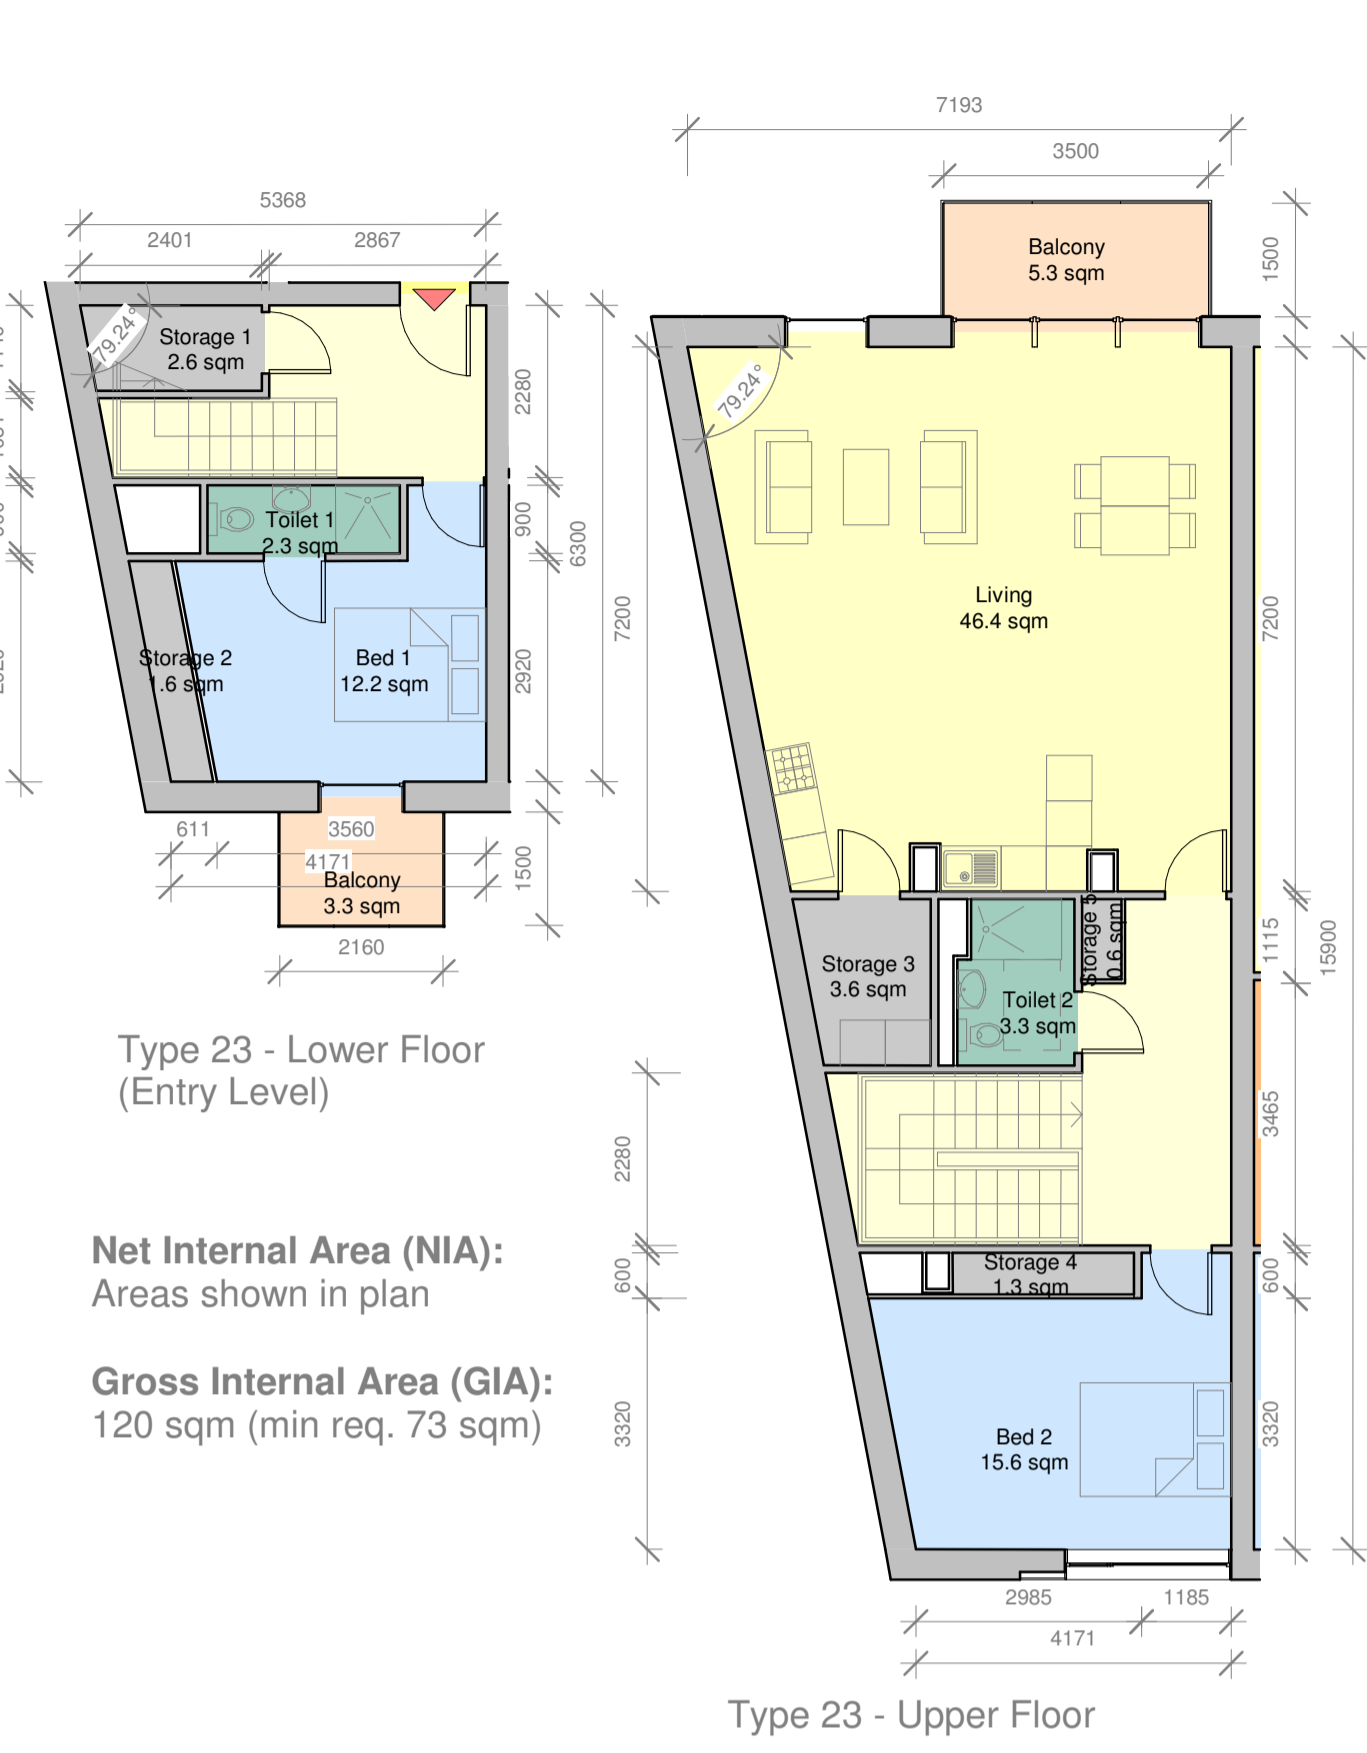 7193
3500
5368
2401
2867
1500
Balcony
5.3 sqm
79.24°
Storage 1
2.6 sqm
2280
79.24°
900
6300
Toilet 1
2.3 sqm
7200
Living
46.4 sqm
7200
Storage 2
1.6 sqm
Bed 1
12.2 sqm
2920
611
3560
4171
1500
Balcony
3.3 sqm
2160
Storage 3
3.6 sqm
Storage 5
0.6 sqm
1115
15900
Toilet 2
3.3 sqm
Type 23 - Lower Floor
(Entry Level)
2280
3465
Net Internal Area (NIA):
Areas shown in plan
Storage 4
1.3 sqm
600
600
Gross Internal Area (GIA):
120 sqm (min req. 73 sqm)
3320
Bed 2
15.6 sqm
3320
2985
1185
4171
Type 23 - Upper Floor